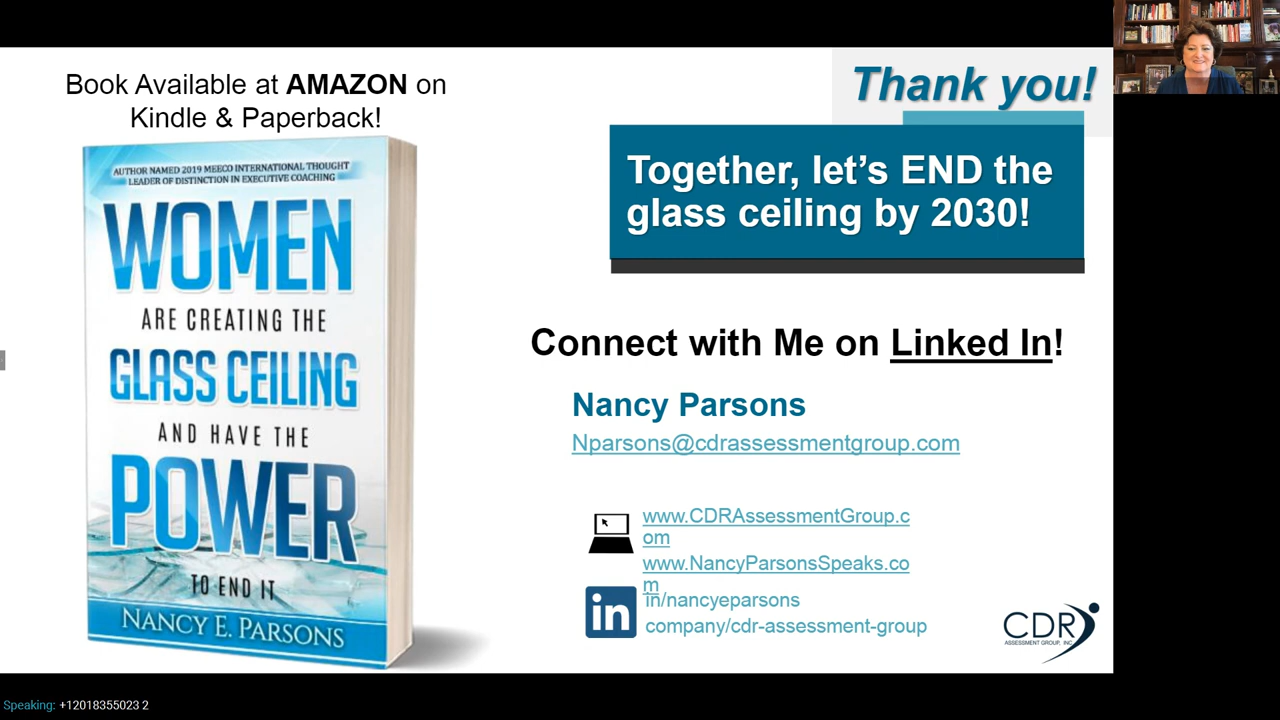 Book Available at AMAZON on
Kindle & Paperback!
AUTHOR NAMED 2019 MEECO INTERNATIONAL THOUGHT
LEADER OF DISTINCTION IN EXECUTIVE COACHING
WOMEN
ARE CREATING THE
GLASS CEILING
AND HAVE THE
POWER
TO END IT
NANCY E. PARSONS
Thank you!
Together, let's END the
glass ceiling by 2030!
Connect with Me on Linked In!
Nancy Parsons
Nparsons@cdrassessmentgroup.com
www.CDRAssessmentGroup.c
om
www.NancyParsonsSpeaks.co
m
in/nancyeparsons
in
company/cdr-assessment-group
CDR
ASSESSMENT GROUP, INC.
Speaking: +12018355023 2